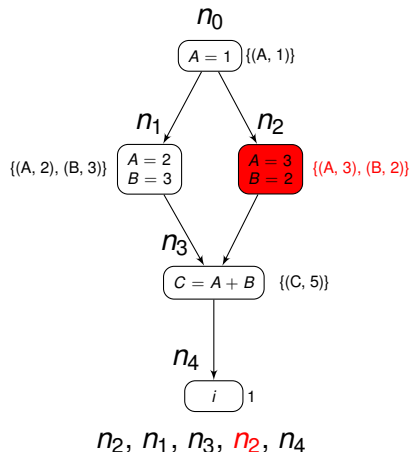 n₀
A = 1 {(A, 1)}
n₁ n₂
{(A, 2), (B, 3)} A = 2 A = 3 {(A, 3), (B, 2)}
B = 3 B = 2
n₃
C = A + B {(C, 5)}
n₄
i 1
n₂, n₁, n₃, n₂, n₄